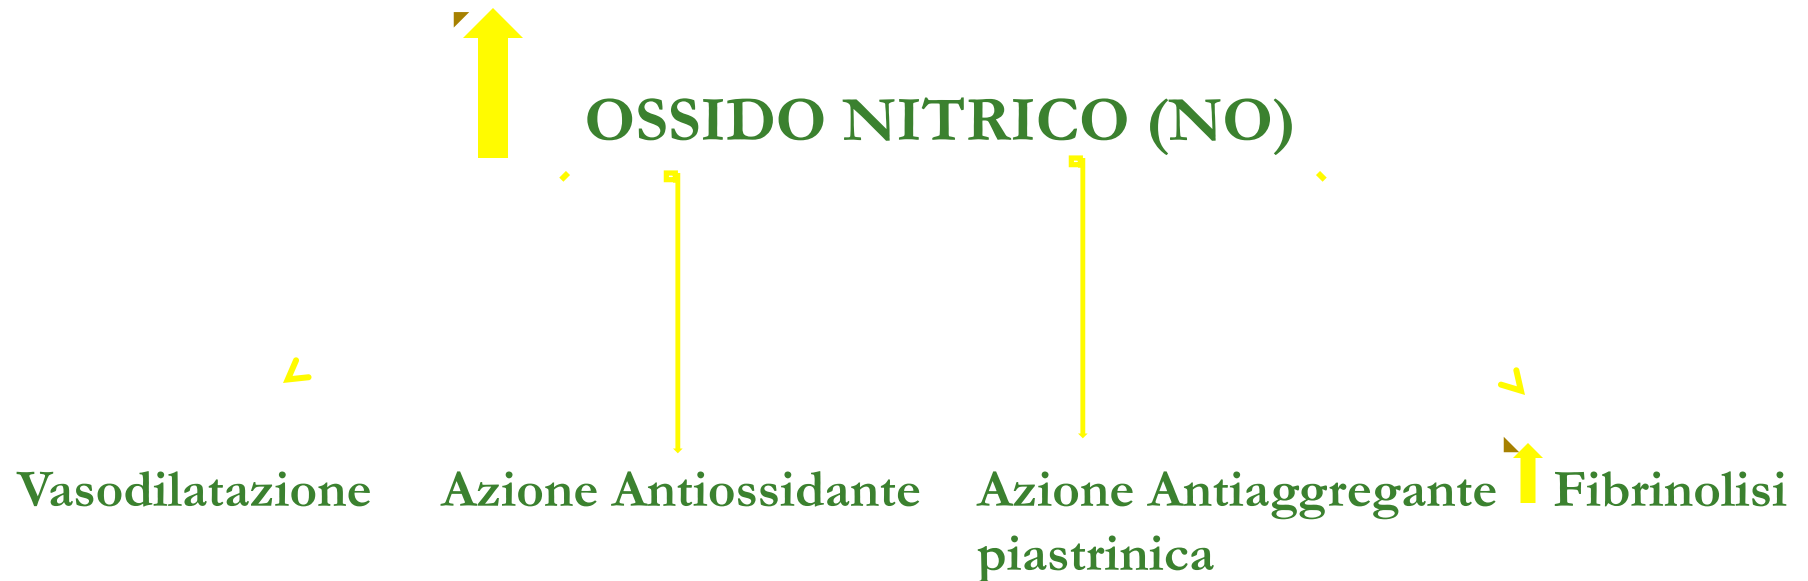 OSSIDO NITRICO (NO)
Vasodilatazione Azione Antiossidante Azione Antiaggregante Fibrinolisi
piastrinica